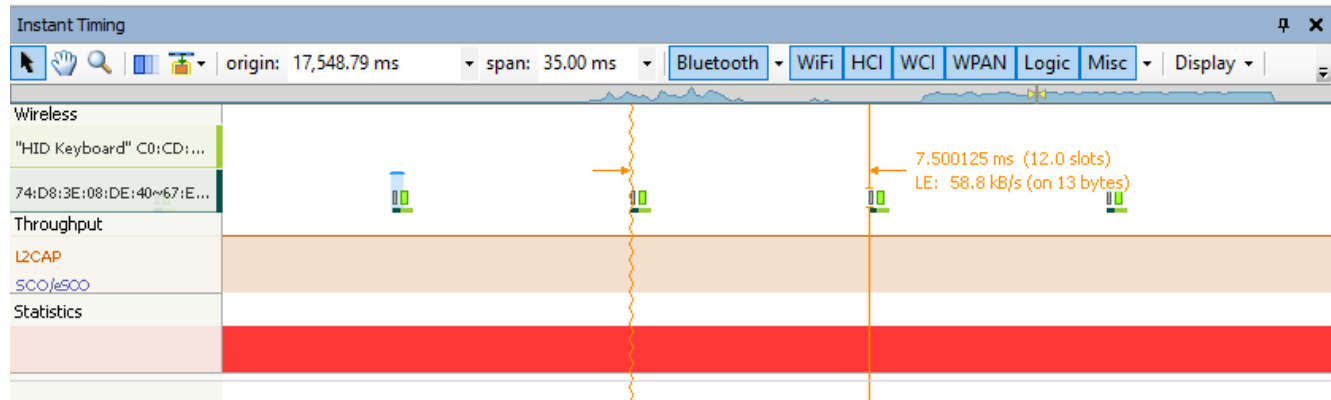 Instant Timing
origin: 17,548.79 ms span: 35.00 ms Bluetooth WiFi HCI WCI WPAN Logic Misc Display
Wireless
"HID Keyboard" C0:CD:...
7.500125 ms (12.0 slots)
LE: 58.8 kB/s (on 13 bytes)
74:D8:3E:08:DE:40~67:E...
Throughput
L2CAP
SCO/eSCO
Statistics